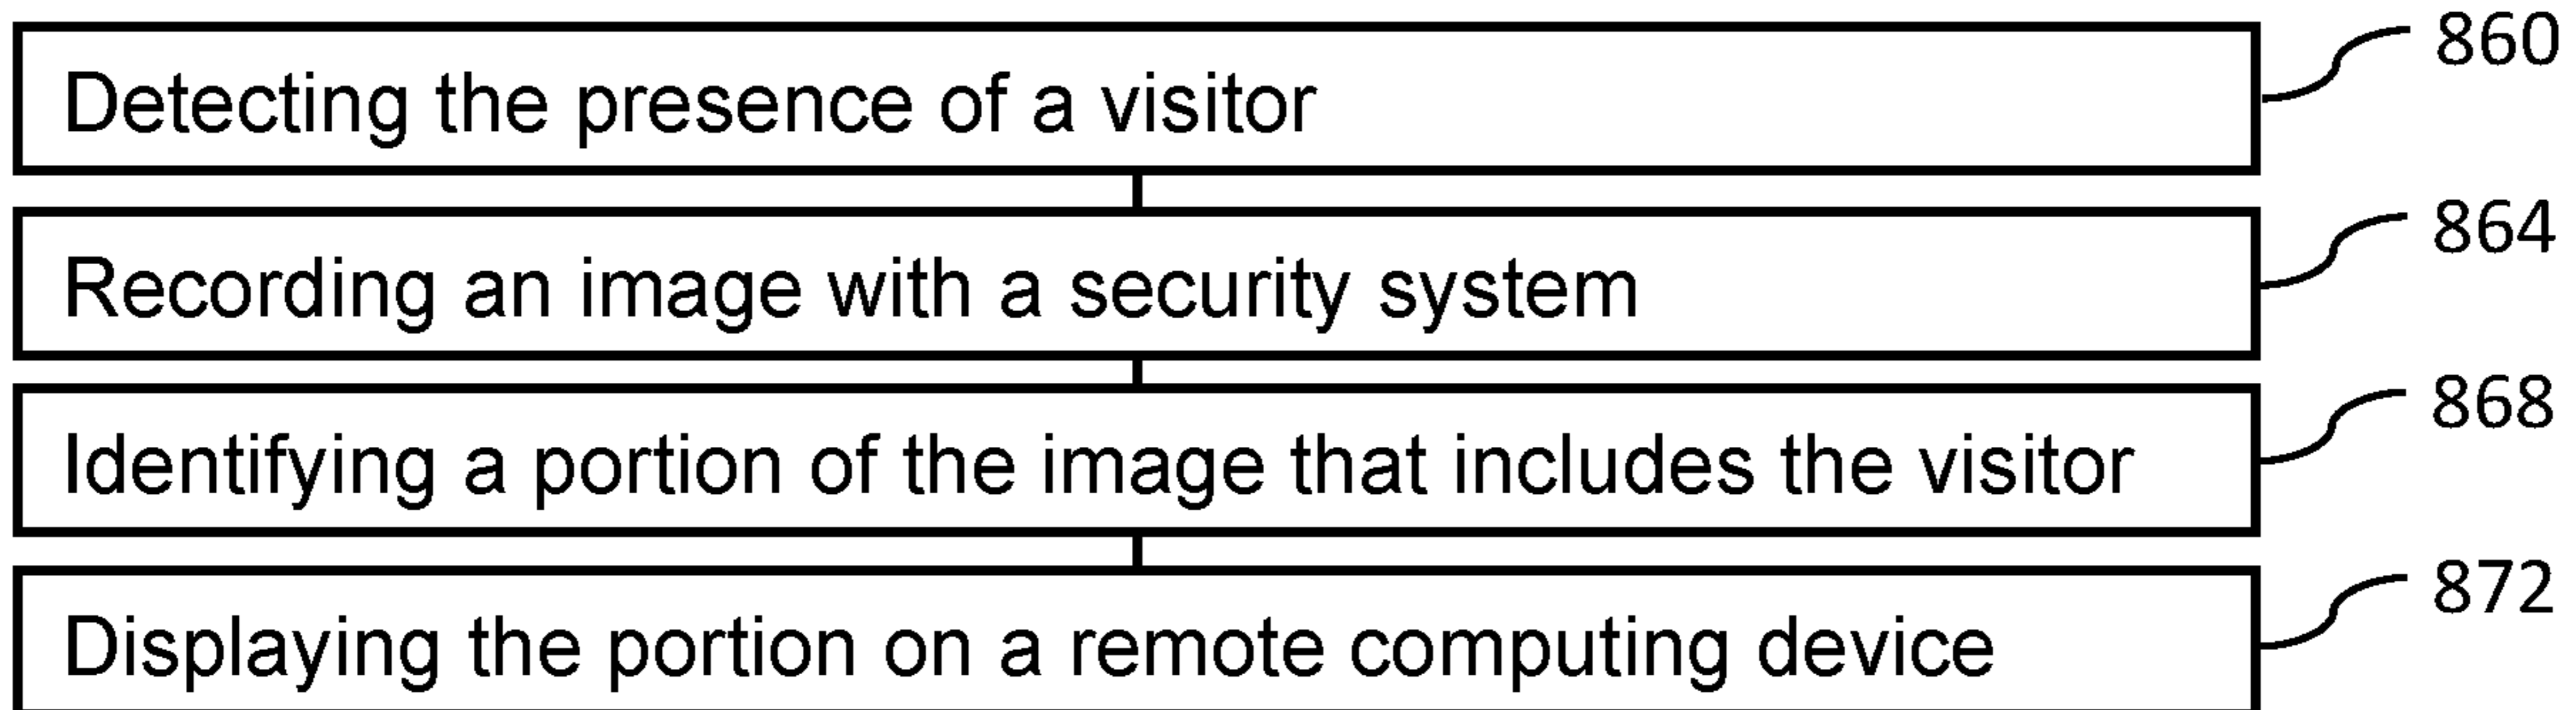 Detecting the presence of a visitor 860
Recording an image with a security system 864
Identifying a portion of the image that includes the visitor 868
Displaying the portion on a remote computing device 872